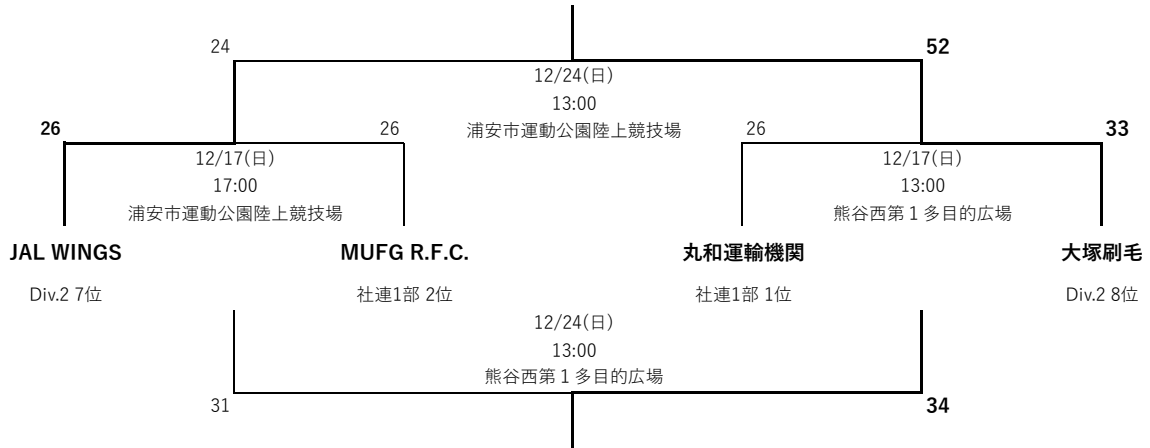 24
52
12/24(日)
13:00
浦安市運動公園陸上競技場
26
26
26
33
12/17(日)
17:00
浦安市運動公園陸上競技場
12/17(日)
13:00
熊谷西第１多目的広場
JAL WINGS
MUFG R.F.C.
丸和運輸機関
大塚刷毛
Div.2 7位
社連1部 2位
社連1部 1位
Div.2 8位
12/24(日)
13:00
熊谷西第１多目的広場
31
34